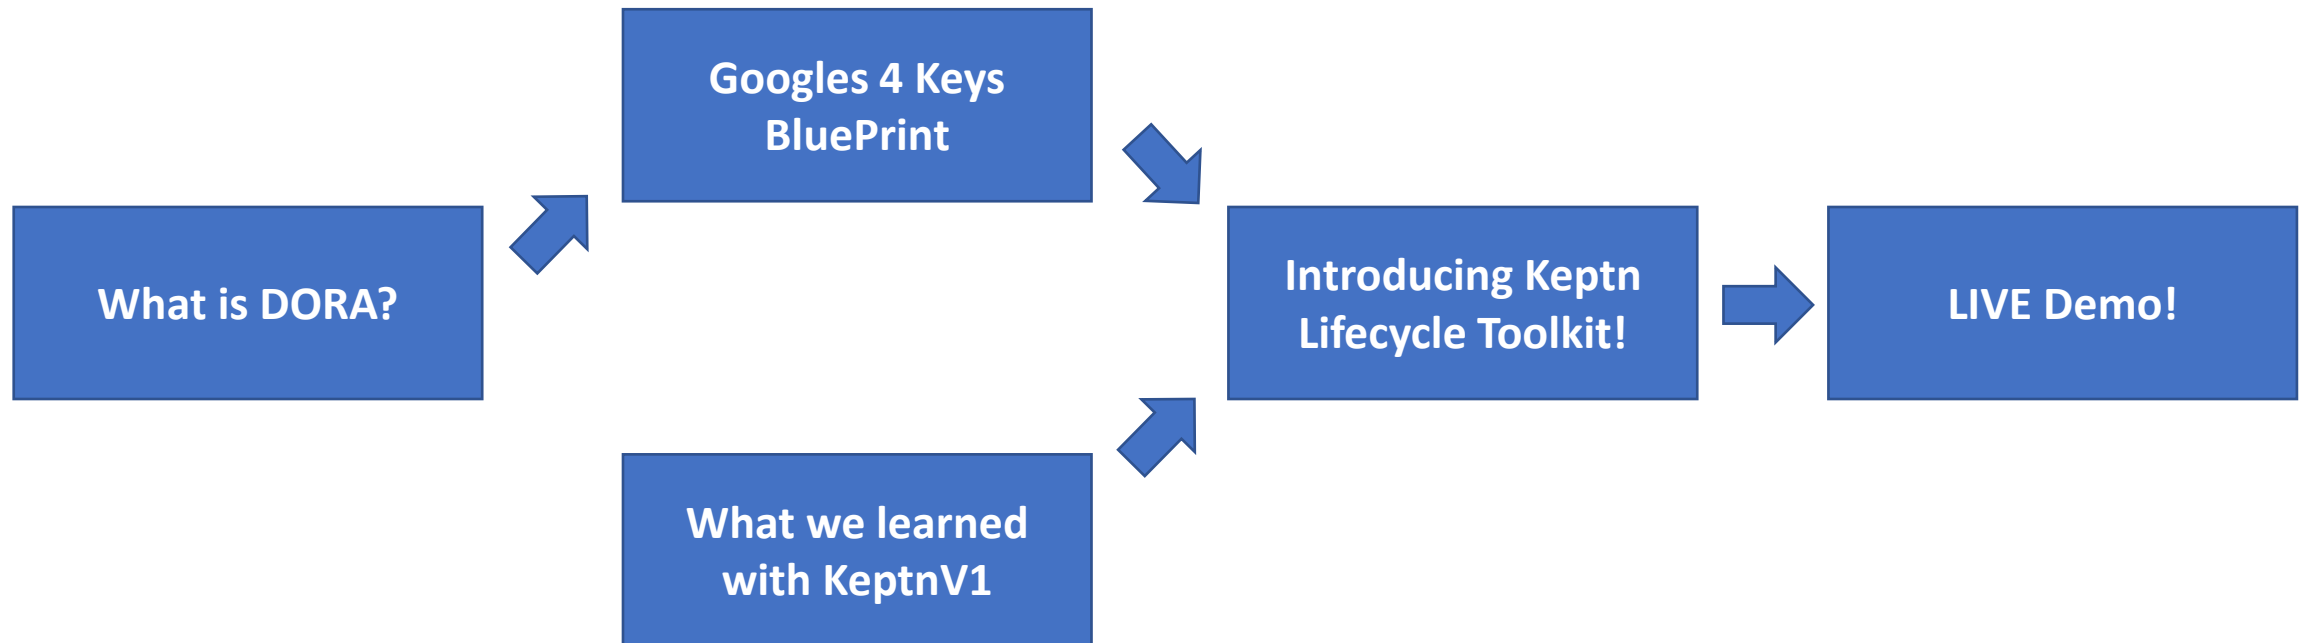 What is DORA?
Googles 4 Keys
BluePrint
What we learned
with KeptnV1
Introducing Keptn
Lifecycle Toolkit!
LIVE Demo!